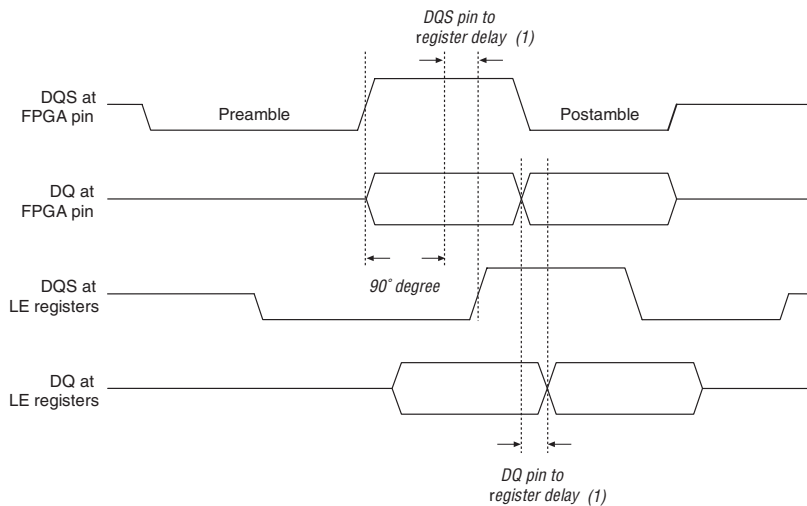 DQS pin to
register delay (1)
DQS at
FPGA pin
Preamble
Postamble
DQ at
FPGA pin
90˚ degree
DQS at
LE registers
DQ at
LE registers
DQ pin to
register delay (1)